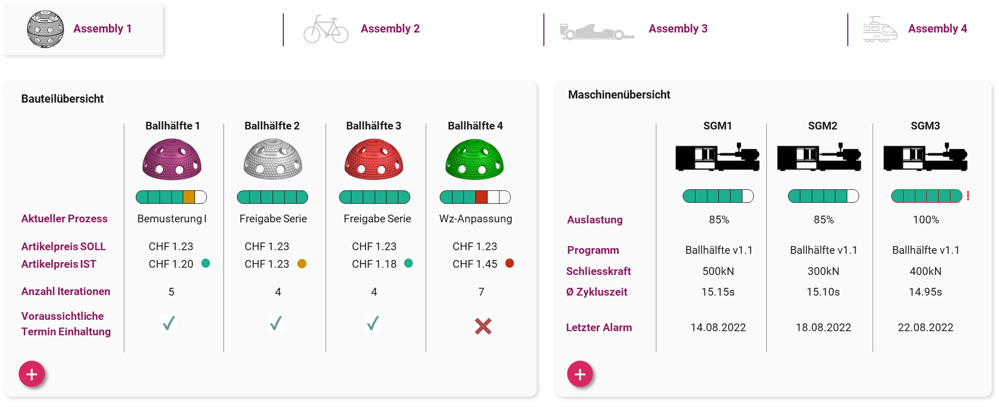 Assembly 1
Assembly 2
Assembly 3
Assembly 4
Bauteilübersicht
Ballhälfte 1
Ballhälfte 2
Ballhälfte 3
Ballhälfte 4
Aktueller Prozess
Bemusterung I
Freigabe Serie
Freigabe Serie
Wz-Anpassung
Artikelpreis SOLL
CHF 1.23
CHF 1.23
CHF 1.23
CHF 1.23
Artikelpreis IST
CHF 1.20
CHF 1.23
CHF 1.18
CHF 1.45
Anzahl Iterationen
5
4
4
7
Voraussichtliche
Termin Einhaltung
+
Maschinenübersicht
SGM1
SGM2
SGM3
!
Auslastung
85%
85%
100%
Programm
Ballhälfte v1.1
Ballhälfte v1.1
Ballhälfte v1.1
Schliesskraft
500kN
300kN
400kN
Ø Zykluszeit
15.15s
15.10s
14.95s
Letzter Alarm
14.08.2022
18.08.2022
22.08.2022
+